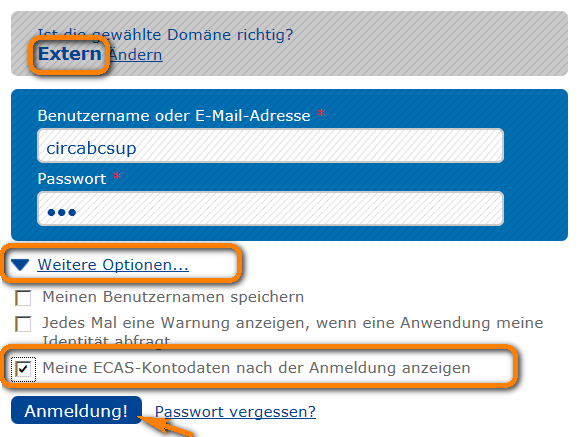 Ist die gewählte Domäne richtig?
Extern Ändern
Benutzername oder E-Mail-Adresse *
circabcsup
Passwort *
•••
Weitere Optionen...
Meinen Benutzernamen speichern
Jedes Mal eine Warnung anzeigen, wenn eine Anwendung meine
Identität abfragt
Meine ECAS-Kontodaten nach der Anmeldung anzeigen
Anmeldung! Passwort vergessen?